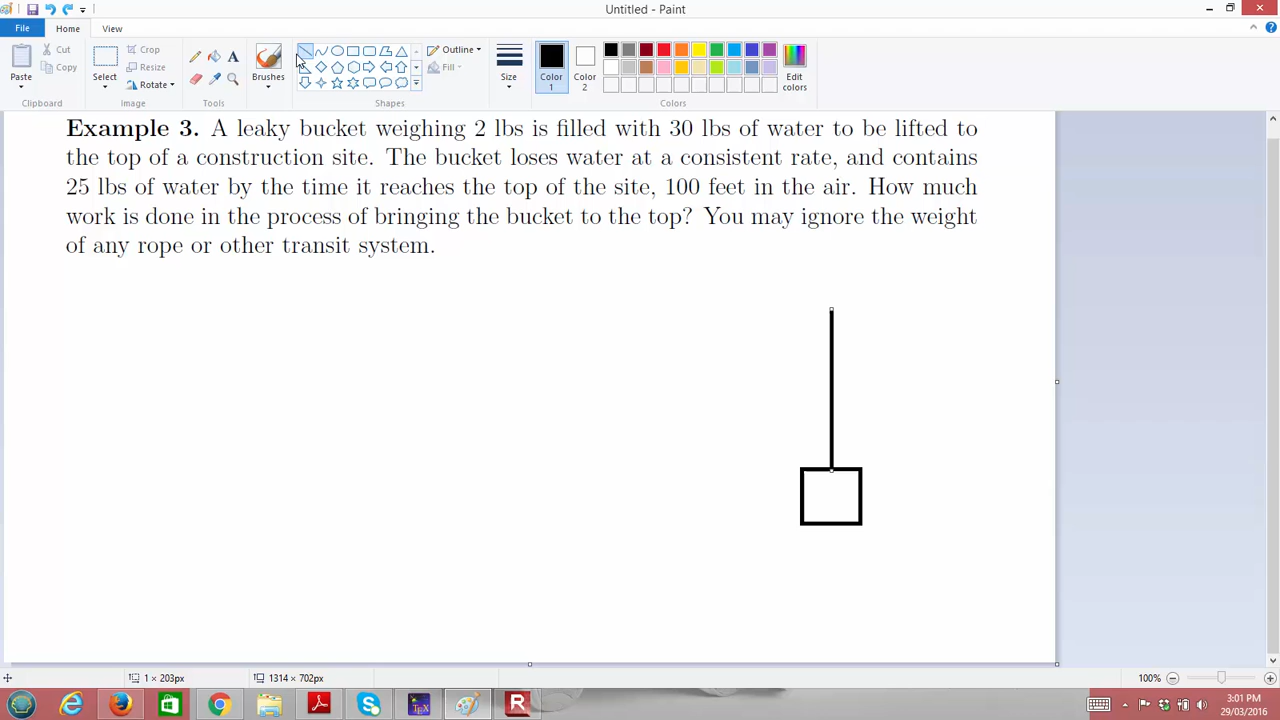 Untitled - Paint
File
Home
View
Paste
Cut
Copy
Clipboard
Select
Crop
Resize
Rotate
Image
Tools
Brushes
Shapes
Outline
Fill
Size
Color 1
Color 2
Edit colors
Colors
Example 3. A leaky bucket weighing 2 lbs is filled with 30 lbs of water to be lifted to
the top of a construction site. The bucket loses water at a consistent rate, and contains
25 lbs of water by the time it reaches the top of the site, 100 feet in the air. How much
work is done in the process of bringing the bucket to the top? You may ignore the weight
of any rope or other transit system.
1 × 203px
1314 × 702px
100%
3:01 PM
29/03/2016